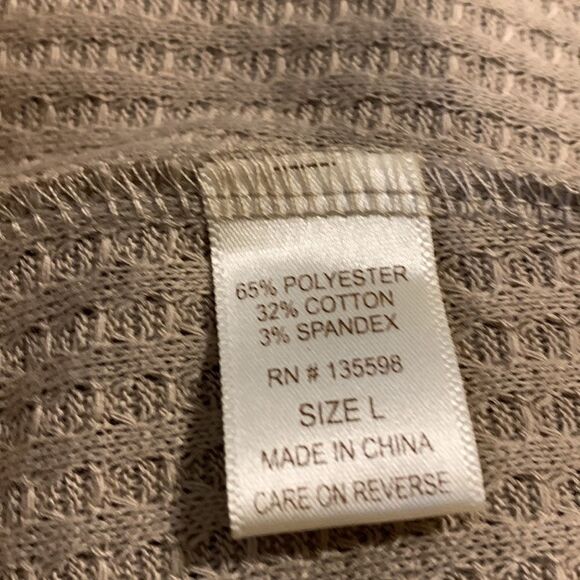 65% POLYESTER
32% COTTON
3% SPANDEX
RN # 135598
SIZE L
MADE IN CHINA
CARE ON REVERSE